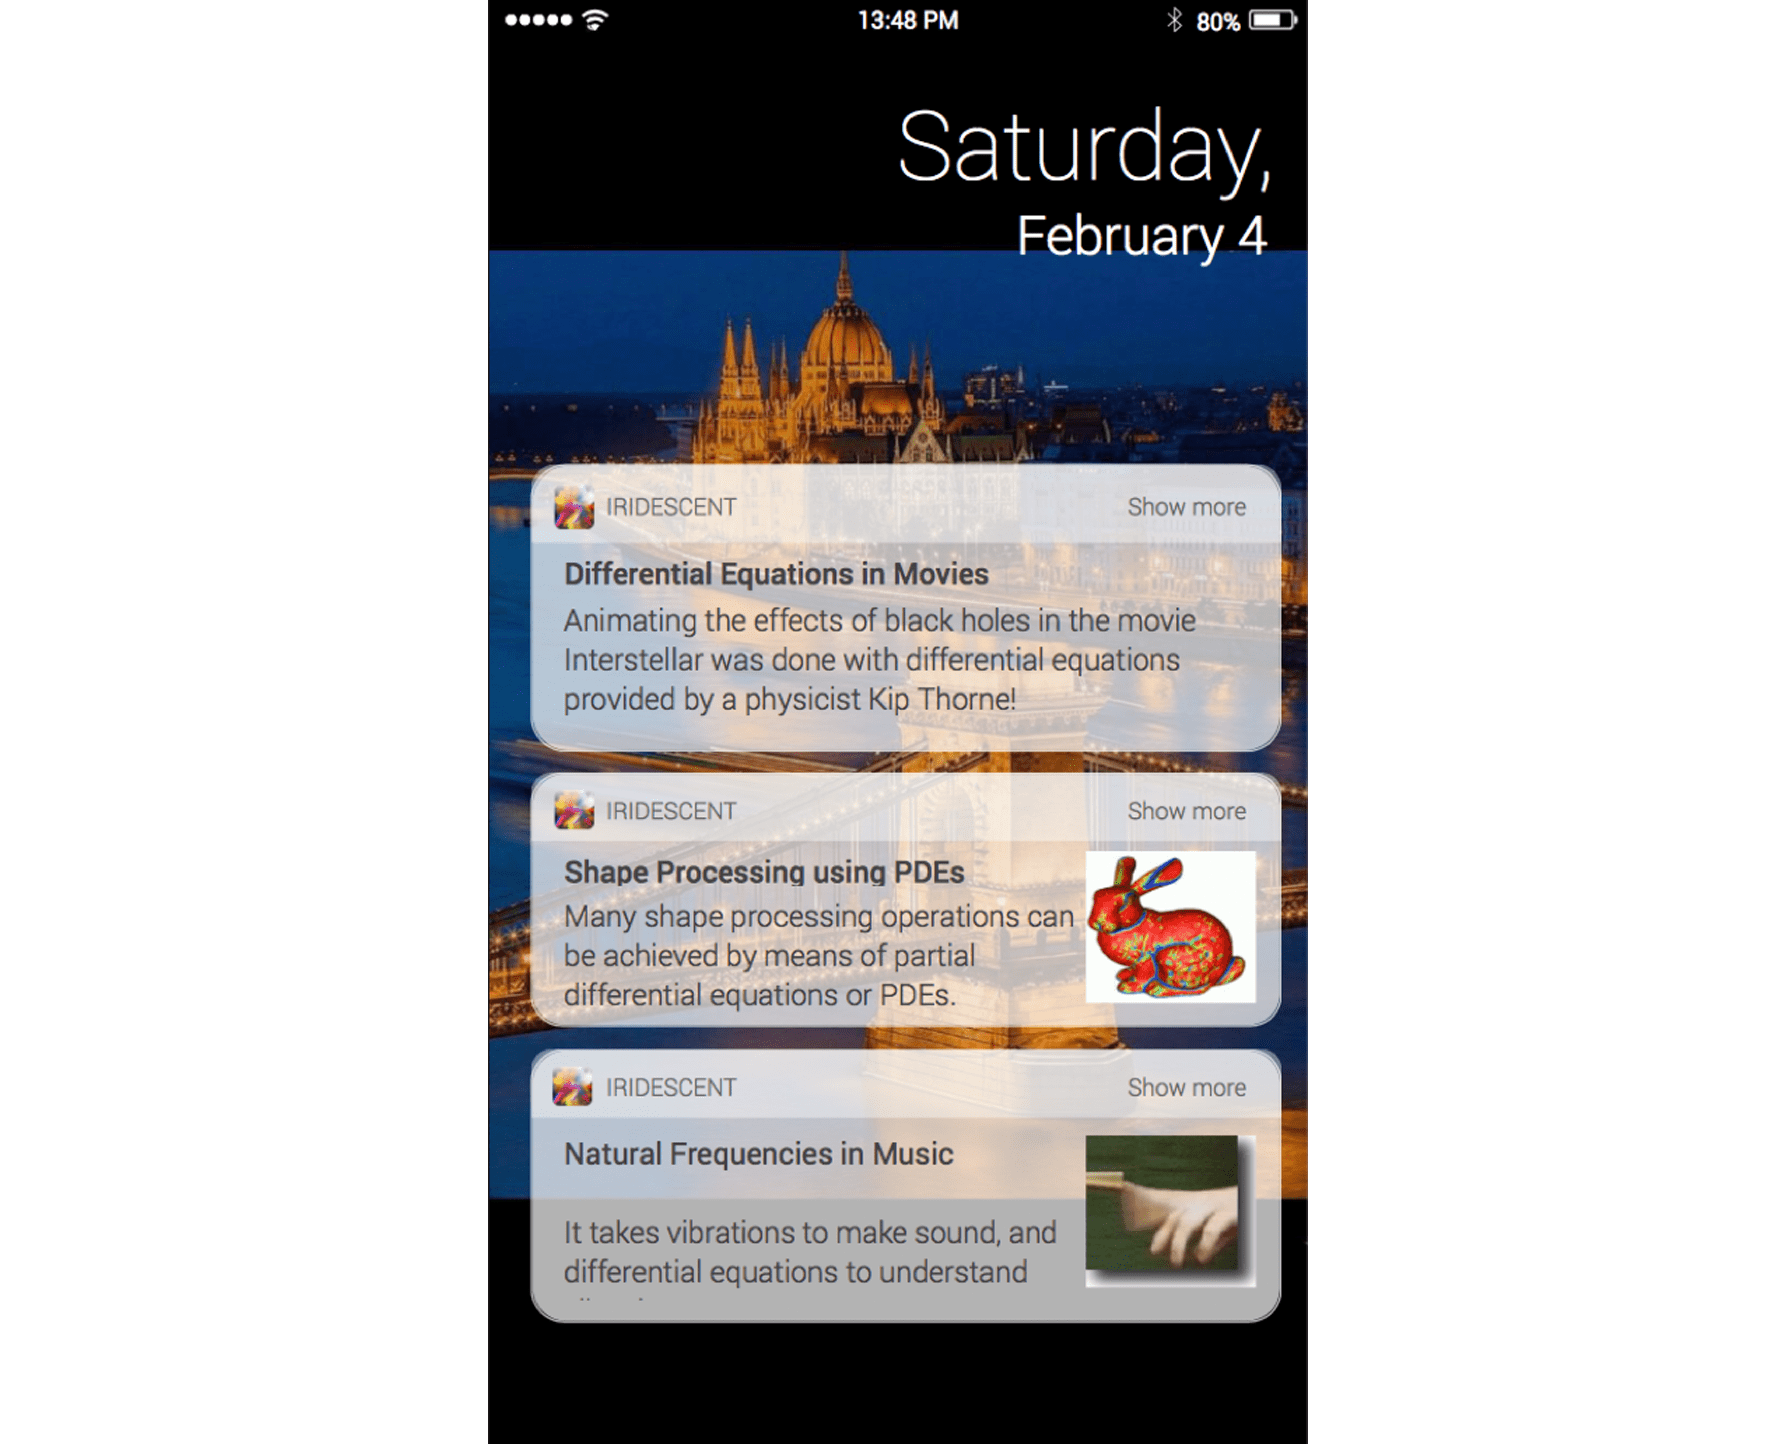 13:48 PM
80%
Saturday,
February 4
IRIDESCENT
Show more
Differential Equations in Movies
Animating the effects of black holes in the movie
Interstellar was done with differential equations
provided by a physicist Kip Thorne!
IRIDESCENT
Show more
Shape Processing using PDEs
Many shape processing operations can
be achieved by means of partial
differential equations or PDEs.
IRIDESCENT
Show more
Natural Frequencies in Music
It takes vibrations to make sound, and
differential equations to understand